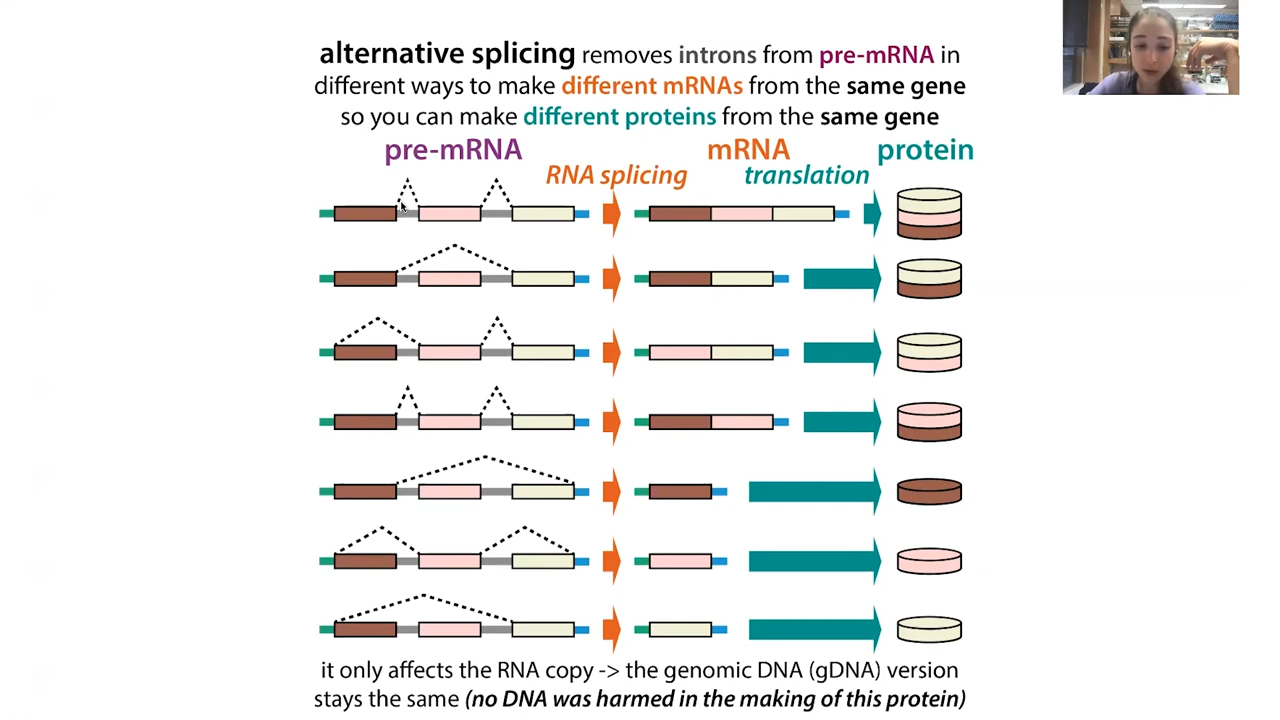 alternative splicing removes introns from pre-mRNA in
different ways to make different mRNAs from the same gene
so you can make different proteins from the same gene
pre-mRNA mRNA protein
RNA splicing translation
it only affects the RNA copy -> the genomic DNA (gDNA) version
stays the same (no DNA was harmed in the making of this protein)